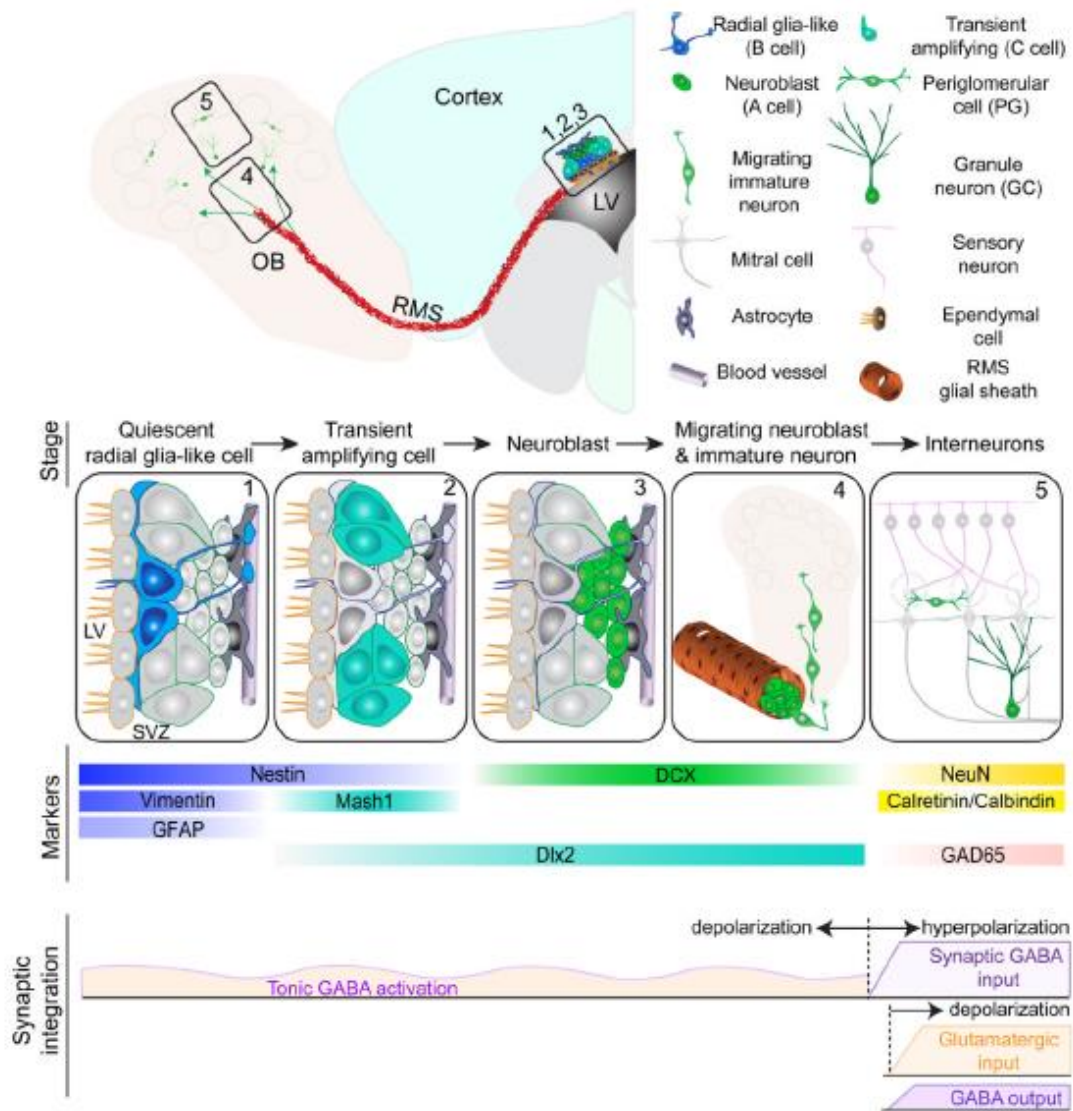 Radial glia-like
(B cell)
Transient
amplifying (C cell)
Neuroblast
(A cell)
Periglomerular
cell (PG)
Migrating
immature
neuron
Granule
neuron (GC)
Mitral cell
Sensory
neuron
Astrocyte
Ependymal
cell
Blood vessel
RMS
glial sheath
Cortex
5
4
1,2,3
LV
OB
RMS
Stage
Quiescent
radial glia-like cell
Transient
amplifying cell
Neuroblast
Migrating neuroblast
& immature neuron
Interneurons
1
2
3
4
5
LV
SVZ
Markers
Nestin
DCX
NeuN
Vimentin
Mash1
Calretinin/Calbindin
GFAP
Dlx2
GAD65
Synaptic
integration
depolarization
hyperpolarization
Tonic GABA activation
Synaptic GABA
input
depolarization
Glutamatergic
input
GABA output